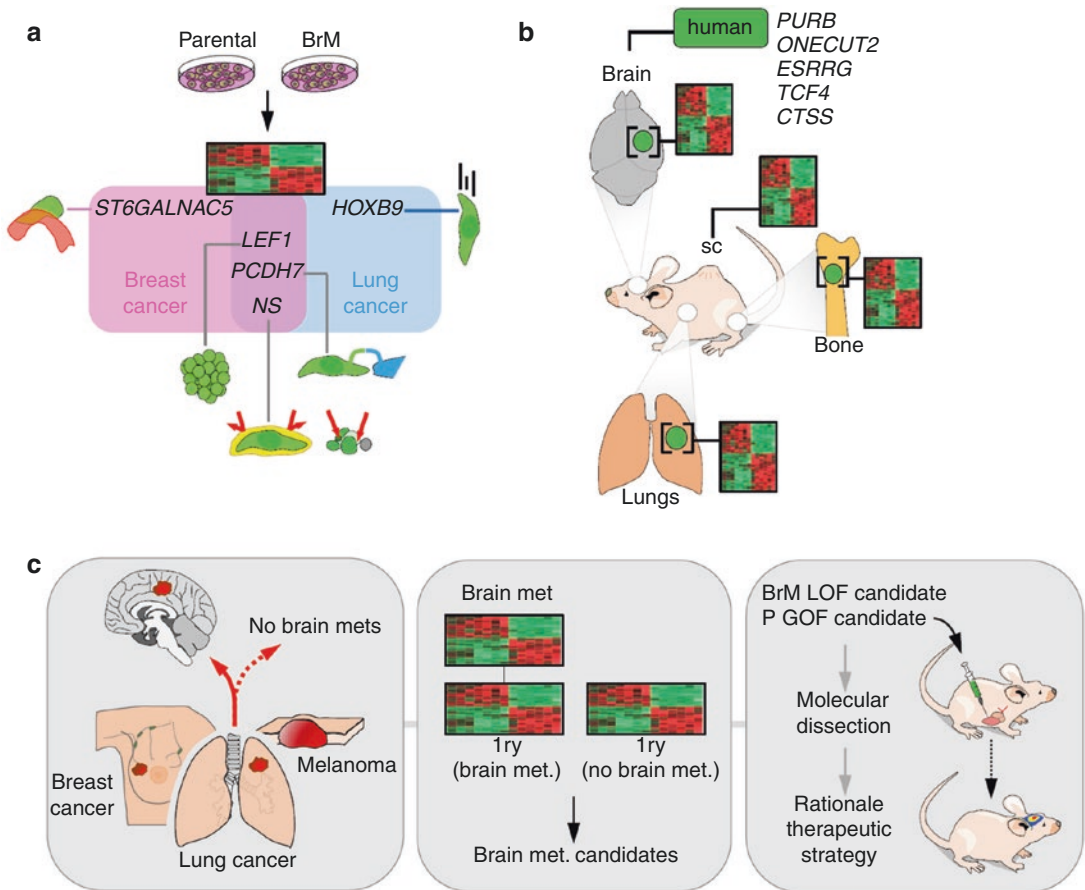 a
Parental
BrM
ST6GALNAC5
HOXB9
LEF1
PCDH7
NS
Breast
cancer
Lung
cancer
b
human
PURB
ONECUT2
ESRRG
TCF4
CTSS
Brain
sc
Bone
Lungs
c
No brain mets
Breast
cancer
Melanoma
Lung cancer
Brain met
1ry
(brain met.)
1ry
(no brain met.)
Brain met. candidates
BrM LOF candidate
P GOF candidate
Molecular
dissection
Rationale
therapeutic
strategy